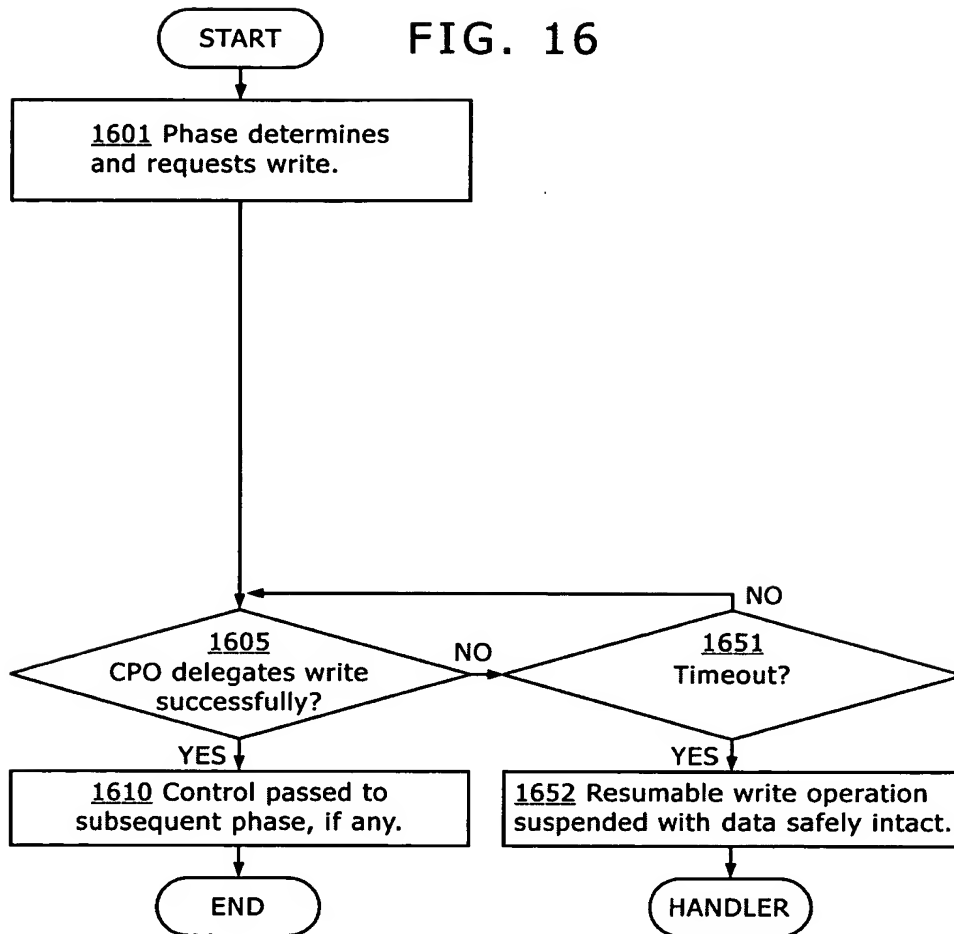 START
FIG. 16
1601 Phase determines
and requests write.
NO
1605
CPO delegates write
successfully?
NO
1651
Timeout?
YES
YES
1610 Control passed to
subsequent phase, if any.
1652 Resumable write operation
suspended with data safely intact.
END
HANDLER